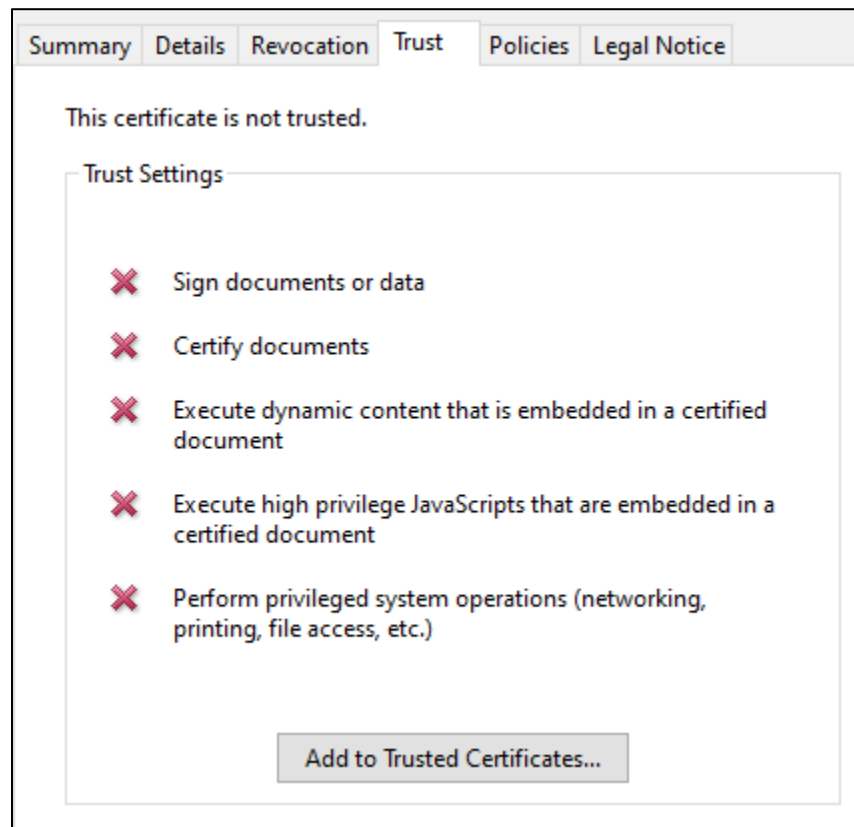 Summary Details Revocation Trust Policies Legal Notice
This certificate is not trusted.
Trust Settings
Sign documents or data
Certify documents
Execute dynamic content that is embedded in a certified
document
Execute high privilege JavaScripts that are embedded in a
certified document
Perform privileged system operations (networking,
printing, file access, etc.)
Add to Trusted Certificates...